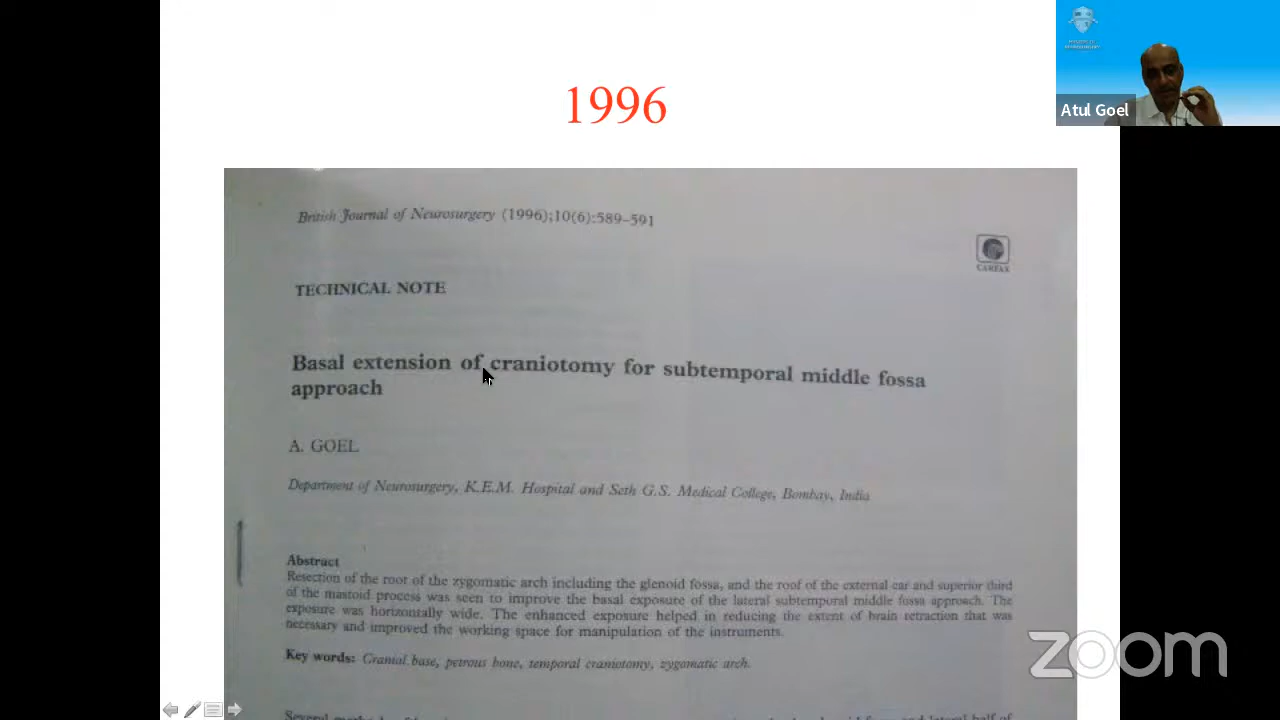 1996
Atul Goel
British Journal of Neurosurgery (1996);10(6):589–591
CARFAX
TECHNICAL NOTE
Basal extension of craniotomy for subtemporal middle fossa
approach
A. GOEL
Department of Neurosurgery, K.E.M. Hospital and Seth G.S. Medical College, Bombay, India
Abstract
Resection of the root of the zygomatic arch including the glenoid fossa, and the roof of the external ear and superior third
of the mastoid process was seen to improve the basal exposure of the lateral subtemporal middle fossa approach. The
exposure was horizontally wide. The enhanced exposure helped in reducing the extent of brain retraction that was
necessary and improved the working space for manipulation of the instruments.
Key words: Cranial base, petrous bone, temporal craniotomy, zygomatic arch.
zoom